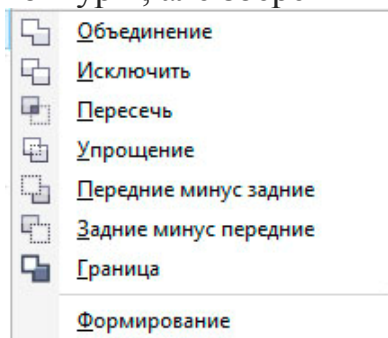 Объединение
Исключить
Пересечь
Упрощение
Передние минус задние
Задние минус передние
Граница
Формирование